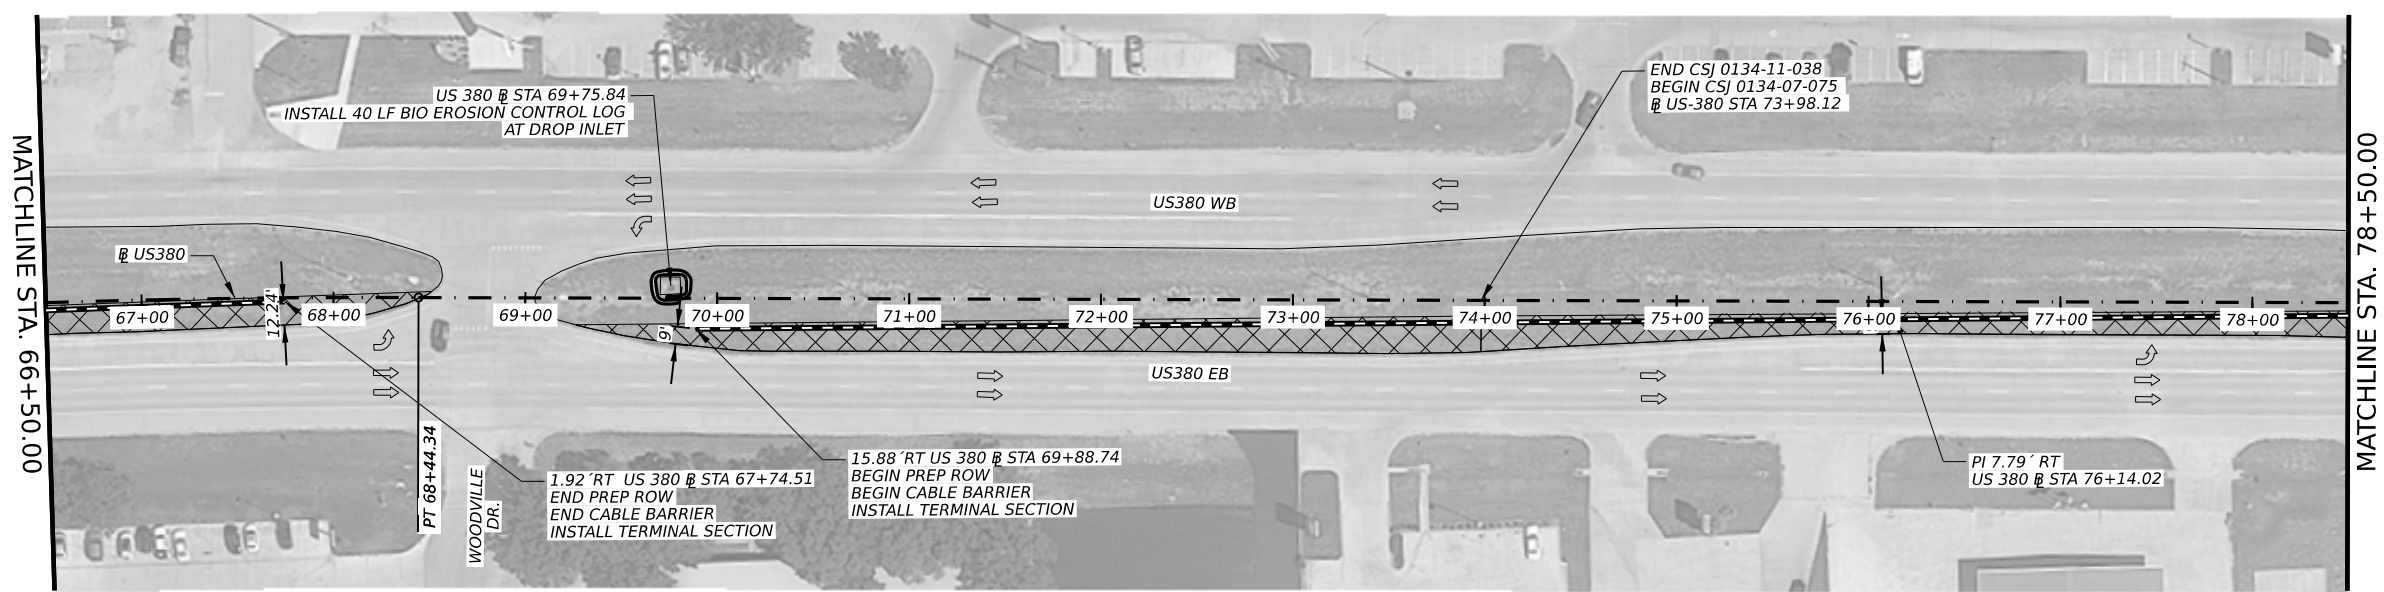 MATCHLINE STA. 66+50.00
US 380 ⅊ STA 69+75.84
INSTALL 40 LF BIO EROSION CONTROL LOG
AT DROP INLET
END CSJ 0134-11-038
BEGIN CSJ 0134-07-075
⅊ US-380 STA 73+98.12
US380 WB
⅊ US380
12.24'
67+00
68+00
69+00
70+00
71+00
72+00
73+00
74+00
75+00
76+00
77+00
78+00
9'
US380 EB
PT 68+44.34
WOODVILLE
DR.
1.92´RT US 380 ⅊ STA 67+74.51
END PREP ROW
END CABLE BARRIER
INSTALL TERMINAL SECTION
15.88´RT US 380 ⅊ STA 69+88.74
BEGIN PREP ROW
BEGIN CABLE BARRIER
INSTALL TERMINAL SECTION
PI 7.79´ RT
US 380 ⅊ STA 76+14.02
MATCHLINE STA. 78+50.00